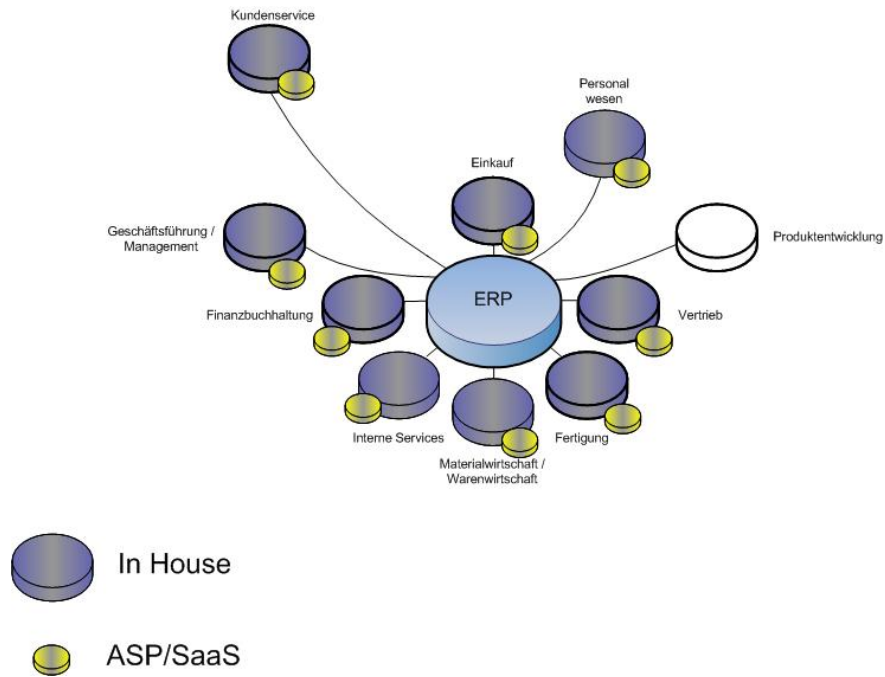 Kundenservice
Personal
wesen
Einkauf
Geschäftsführung /
Management
Produktentwicklung
ERP
Finanzbuchhaltung
Vertrieb
Interne Services
Fertigung
Materialwirtschaft /
Warenwirtschaft
In House
ASP/SaaS